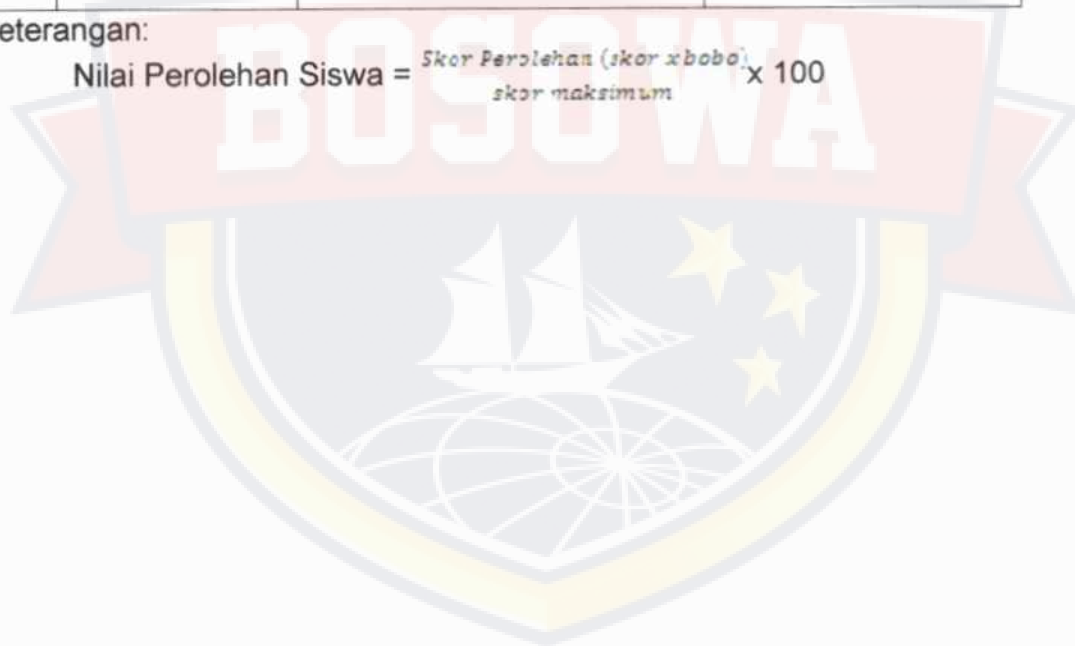 eterangan:
Nilai Perolehan Siswa = Skor Perolehan (skor x bobo) / skor maksimum x 100
BOSOWA